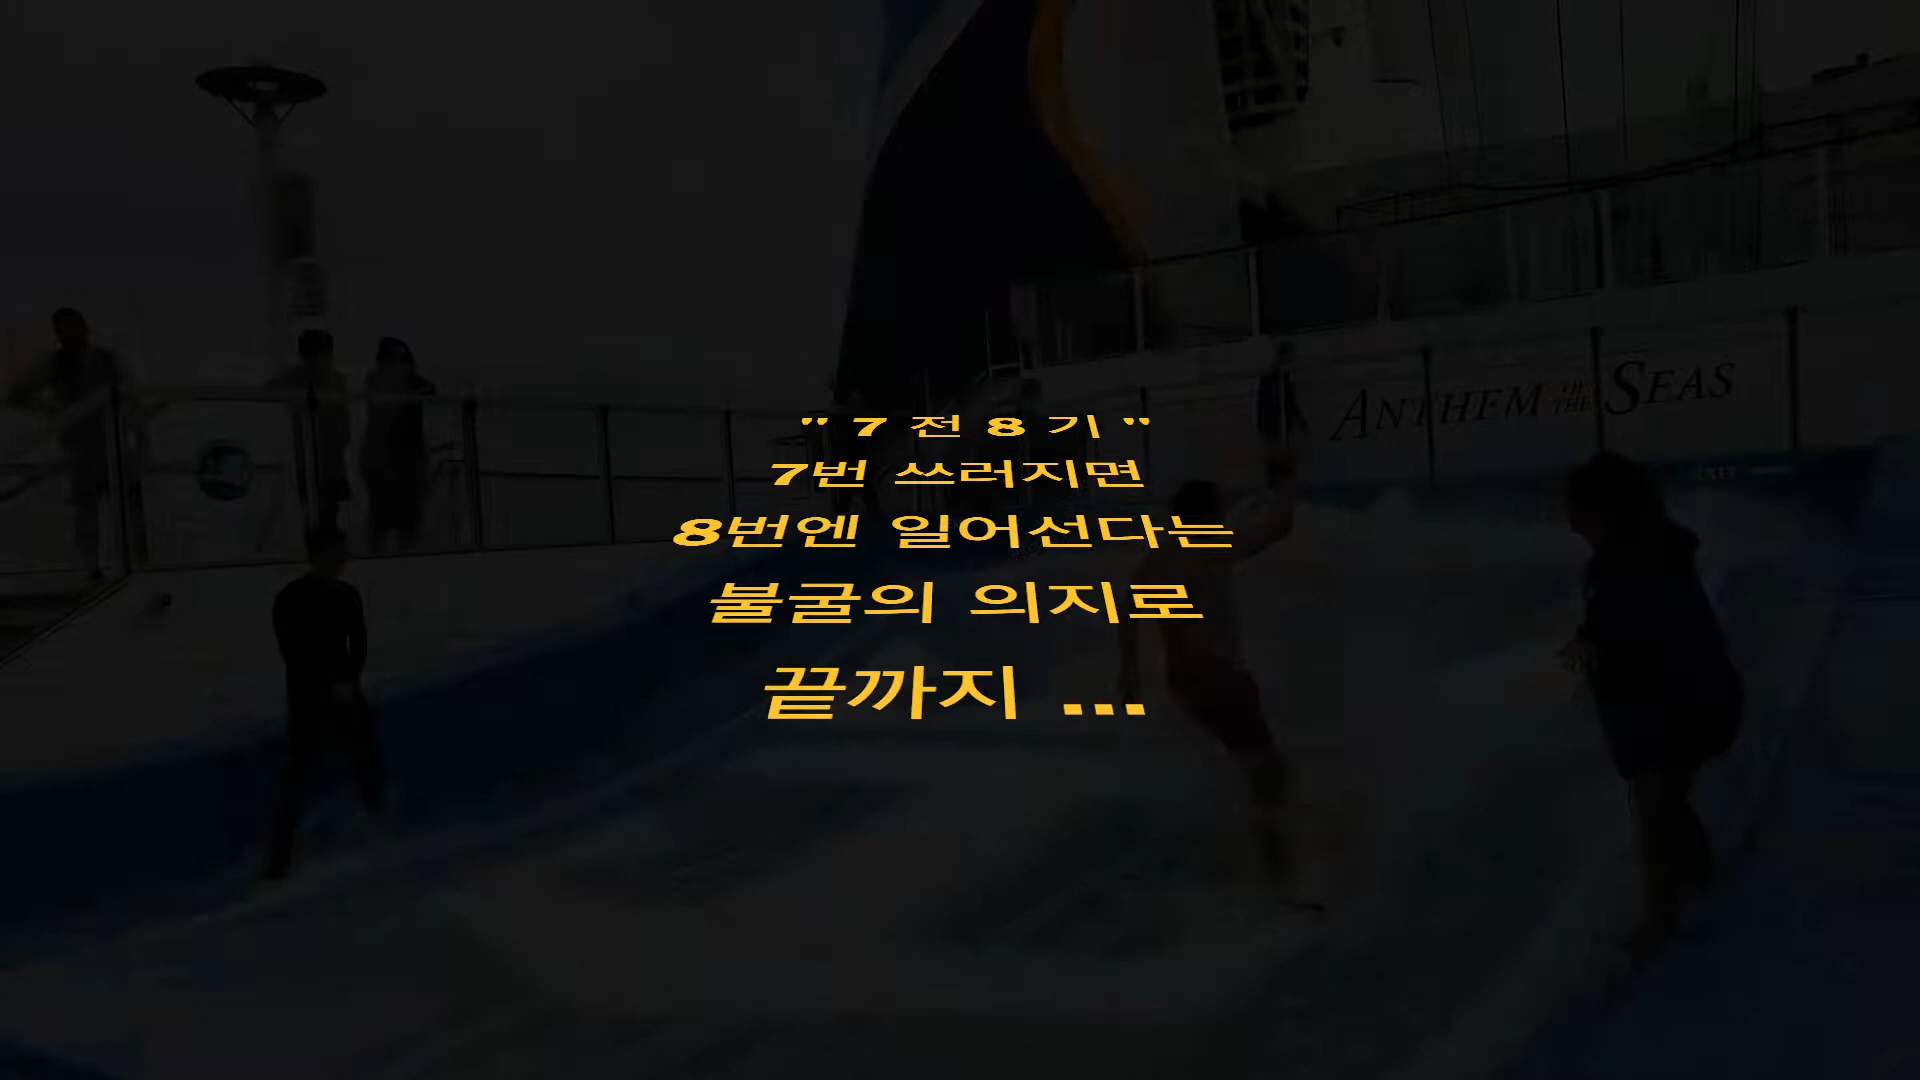 " 7 전 8 기 "
7번 쓰러지면
8번엔 일어선다는
불굴의 의지로
끝까지 ...
ANTHEM OF THE SEAS